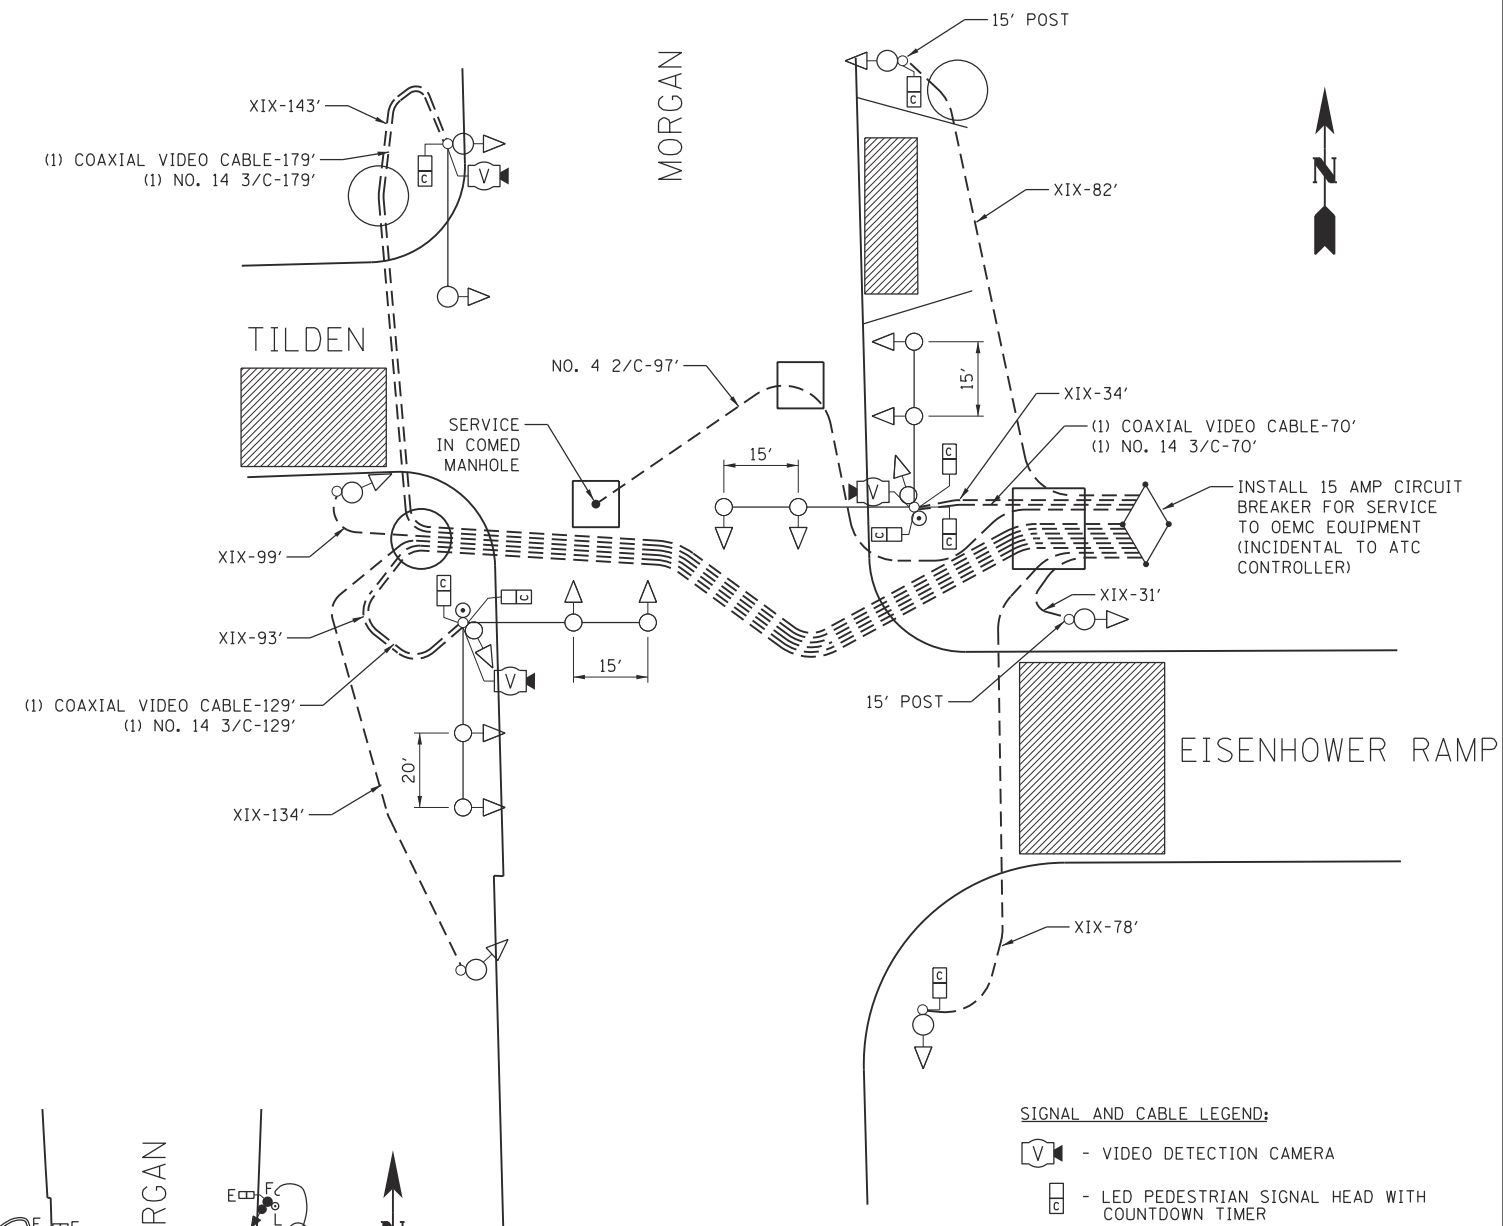 15' POST
MORGAN
XIX-143'
C
(1) COAXIAL VIDEO CABLE-179'
(1) NO. 14 3/C-179'
C
V
N
XIX-82'
TILDEN
NO. 4 2/C-97'
15'
XIX-34'
(1) COAXIAL VIDEO CABLE-70'
(1) NO. 14 3/C-70'
SERVICE
IN COMED
MANHOLE
15'
C
V
C
C
INSTALL 15 AMP CIRCUIT
BREAKER FOR SERVICE
TO OEMC EQUIPMENT
(INCIDENTAL TO ATC
CONTROLLER)
XIX-99'
C
C
XIX-31'
XIX-93'
15'
V
15' POST
(1) COAXIAL VIDEO CABLE-129'
(1) NO. 14 3/C-129'
20'
EISENHOWER RAMP
XIX-134'
XIX-78'
C
SIGNAL AND CABLE LEGEND:
V - VIDEO DETECTION CAMERA
C - LED PEDESTRIAN SIGNAL HEAD WITH
COUNTDOWN TIMER
RGAN
E
F
L